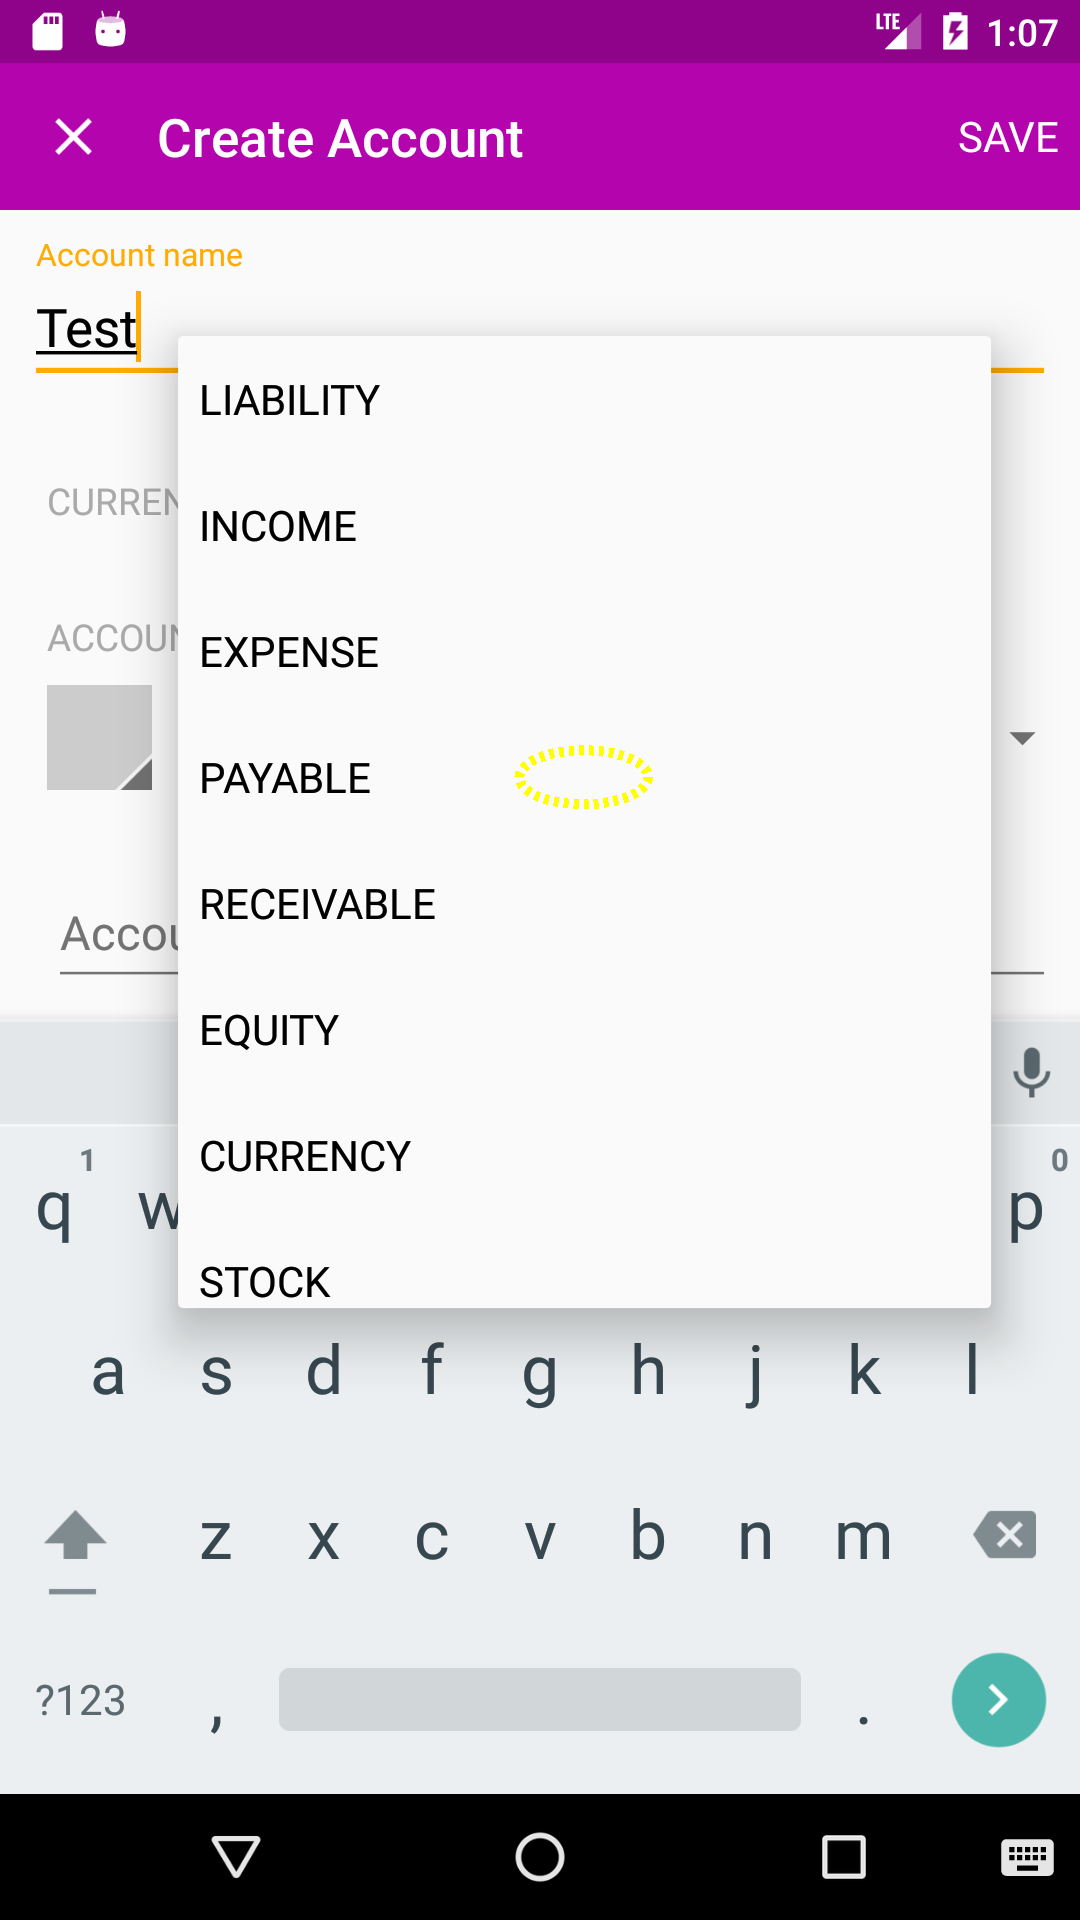 LTE 1:07
Create Account SAVE
Account name
Test
LIABILITY
CURREN
INCOME
ACCOUN
EXPENSE
PAYABLE
RECEIVABLE
Accou
EQUITY
CURRENCY
1 0
q w p
STOCK
a s d f g h j k l
z x c v b n m
?123 , .